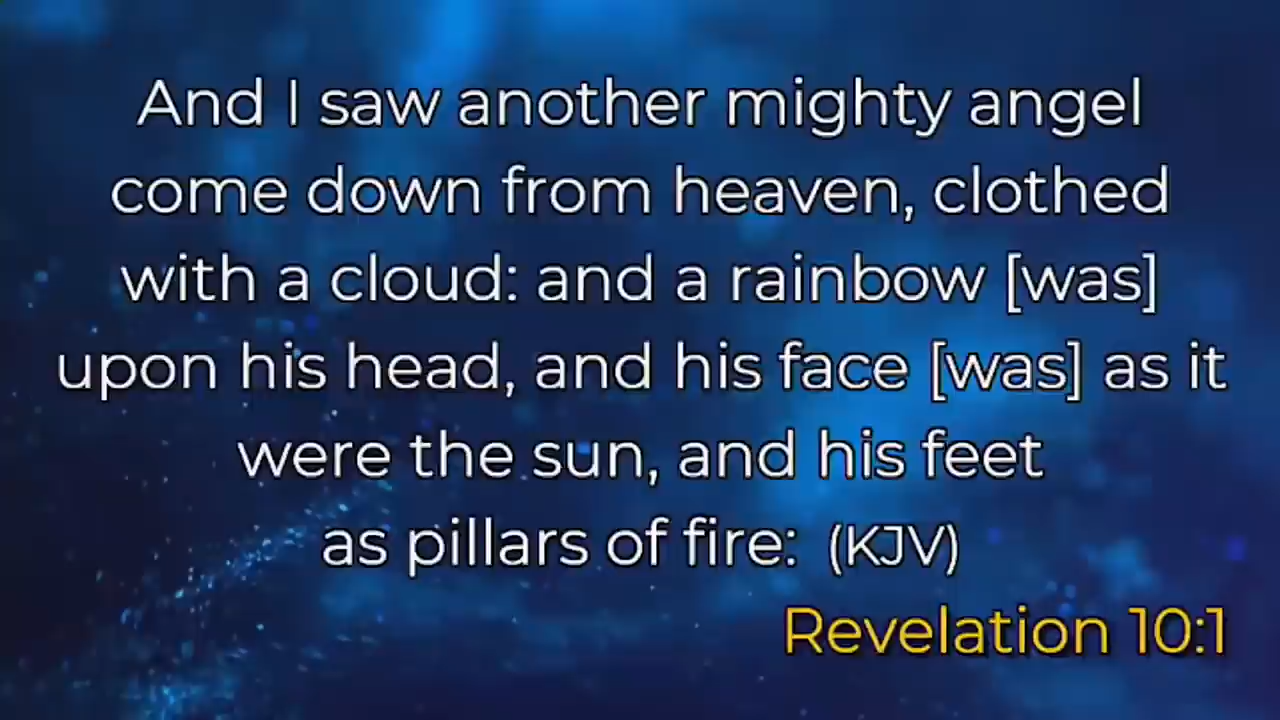 And I saw another mighty angel
come down from heaven, clothed
with a cloud: and a rainbow [was]
upon his head, and his face [was] as it
were the sun, and his feet
as pillars of fire: (KJV)
Revelation 10:1